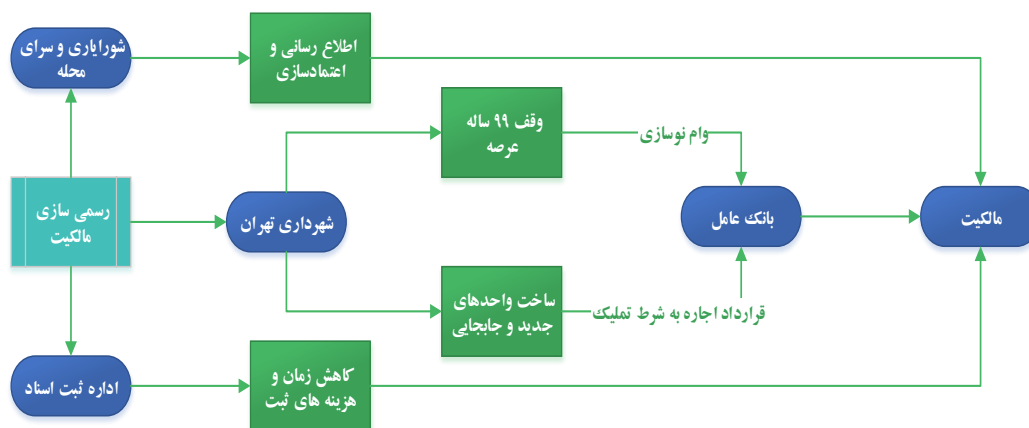 شورایاری و سرای
محله
اطلاع رسانی و
اعتمادسازی
وقف ۹۹ ساله
عرصه
وام نوسازی
رسمی سازی
مالکیت
شهرداری تهران
بانک عامل
مالکیت
ساخت واحدهای
جدید و جابجایی
قرارداد اجاره به شرط تملیک
اداره ثبت اسناد
کاهش زمان و
هزینه های ثبت